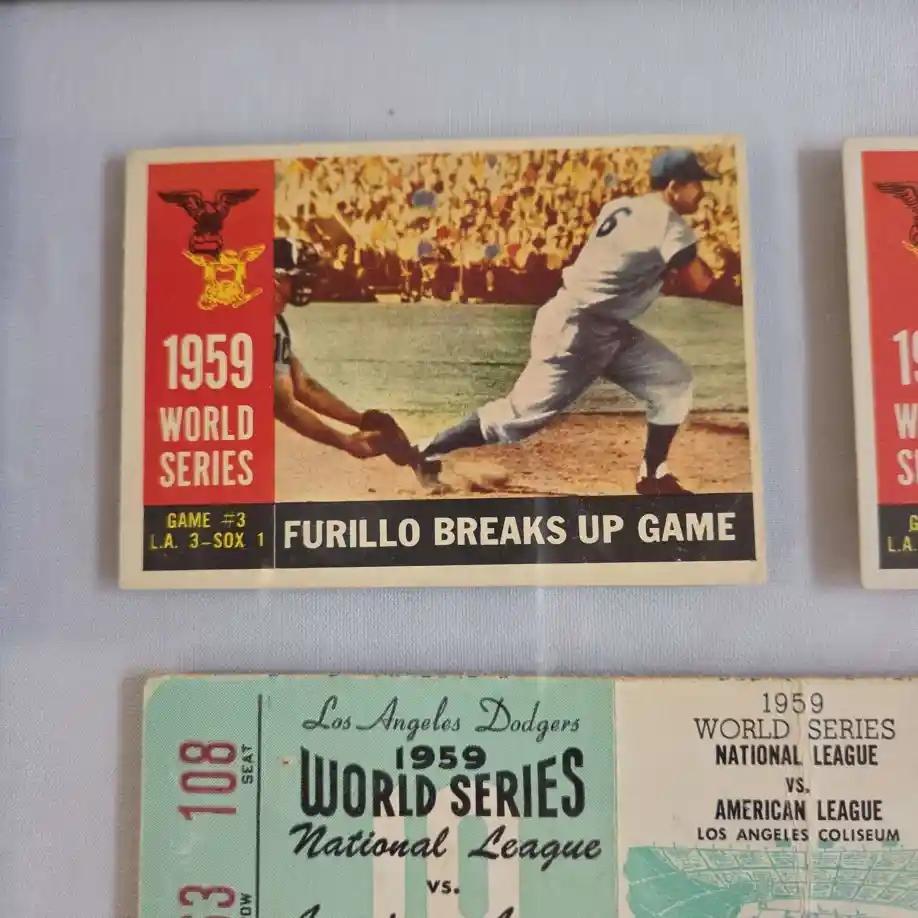 1959
WORLD
SERIES
GAME #3
L.A. 3-SOX 1
FURILLO BREAKS UP GAME
6
L.A.
108
SEAT
Los Angeles Dodgers
1959
WORLD SERIES
National League
vs.
1959
WORLD SERIES
NATIONAL LEAGUE
VS.
AMERICAN LEAGUE
LOS ANGELES COLISEUM